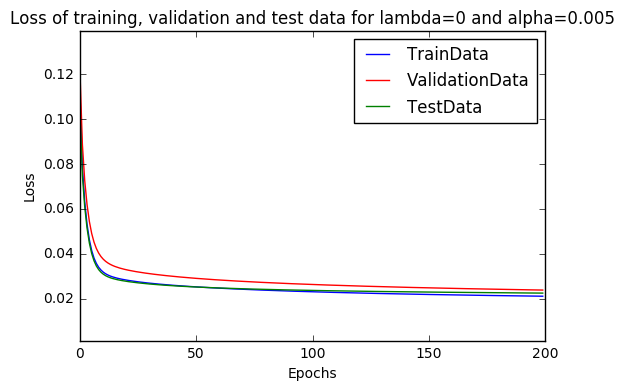 Loss of training, validation and test data for lambda=0 and alpha=0.005
TrainData
ValidationData
TestData
0.12
0.10
0.08
0.06
0.04
0.02
Loss
0 50 100 150 200
Epochs